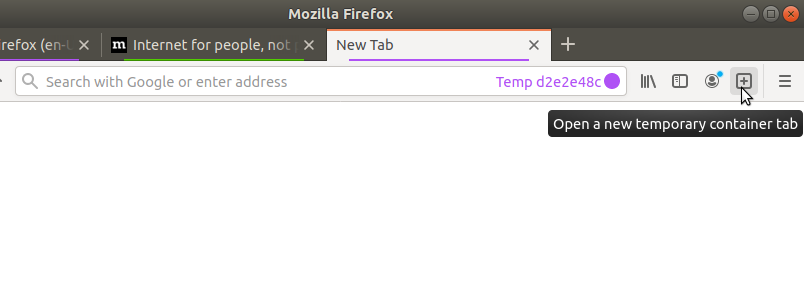 Mozilla Firefox
irefox (en-U
m Internet for people, not p
New Tab
Search with Google or enter address
Temp d2e2e48c
Open a new temporary container tab